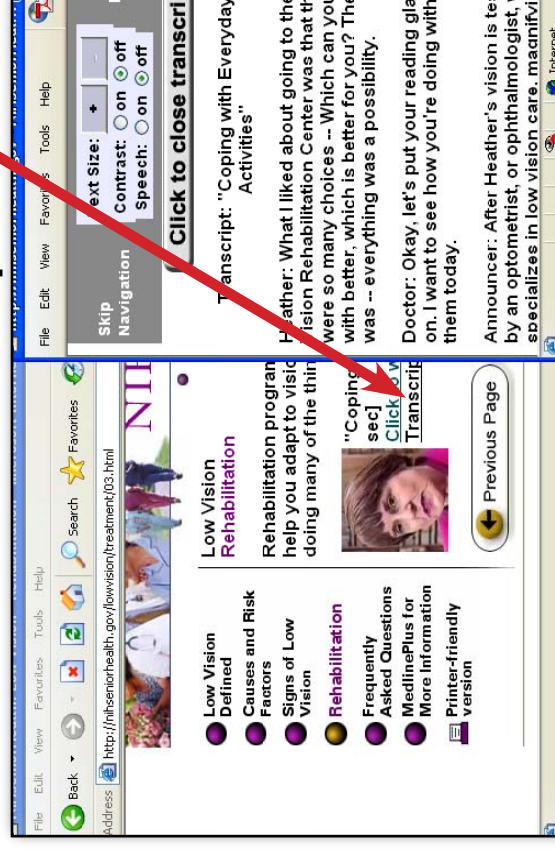 File Edit View Favorites Tools Help
Back Search Favorites
Address http://nihseniorhealth.gov/lowvision/treatment/03.html
NIH
Low Vision
Defined
Causes and Risk
Factors
Signs of Low
Vision
Rehabilitation
Frequently
Asked Questions
MedlinePlus for
More Information
Printer-friendly
version
Low Vision
Rehabilitation
Rehabilitation program
help you adapt to visio
doing many of the thin
"Coping
sec]
Click to w
Transcrip
Previous Page
File Edit View Favorites Tools Help
Skip
Navigation
Text Size: + -
Contrast: on off
Speech: on off
Click to close transcri
Transcript: "Coping with Everyday
Activities"
Heather: What I liked about going to the
Vision Rehabilitation Center was that th
were so many choices -- Which can you
with better, which is better for you? The
was -- everything was a possibility.
Doctor: Okay, let's put your reading gla
on. I want to see how you're doing with
them today.
Announcer: After Heather's vision is tes
by an optometrist, or ophthalmologist, w
specializes in low vision care, magnifyi
Internet